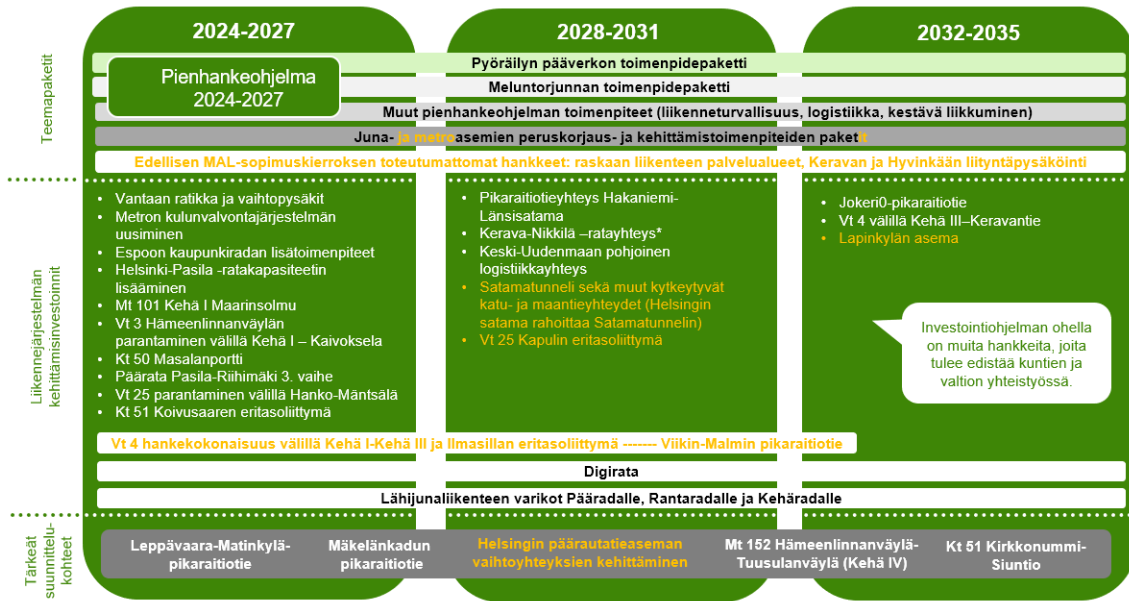 2024-2027
2028-2031
2032-2035
Teemapaketit
Pyöräilyn pääverkon toimenpidepaketti
Pienhankeohjelma
2024-2027
Meluntorjunnan toimenpidepaketti
Muut pienhankeohjelman toimenpiteet (liikenneturvallisuus, logistiikka, kestävä liikkuminen)
Juna- ja metroasemien peruskorjaus- ja kehittämistoimenpiteiden paketit
Edellisen MAL-sopimuskierroksen toteutumattomat hankkeet: raskaan liikenteen palvelualueet, Keravan ja Hyvinkään liityntäpysäköinti
Liikennejärjestelmän
kehittämisinvestoinnit
• Vantaan ratikka ja vaihtopysäkit
• Metron kulunvalvontajärjestelmän
uusiminen
• Espoon kaupunkiradan lisätoimenpiteet
• Helsinki-Pasila -ratakapasiteetin
lisääminen
• Mt 101 Kehä I Maarinsolmu
• Vt 3 Hämeenlinnanväylän
parantaminen välillä Kehä I – Kaivoksela
• Kt 50 Masalanportti
• Päärata Pasila-Riihimäki 3. vaihe
• Vt 25 parantaminen välillä Hanko-Mäntsälä
• Kt 51 Koivusaaren eritasoliittymä
• Pikaraitiotieyhteys Hakaniemi-
Länsisatama
• Kerava-Nikkilä –ratayhteys*
• Keski-Uudenmaan pohjoinen
logistiikkayhteys
• Satamatunneli sekä muut kytkeytyvät
katu- ja maantieyhteydet (Helsingin
satama rahoittaa Satamatunnelin)
• Vt 25 Kapulin eritasoliittymä
• Jokeri0-pikaraitiotie
• Vt 4 välillä Kehä III–Keravantie
• Lapinkylän asema
Investointiohjelman ohella
on muita hankkeita, joita
tulee edistää kuntien ja
valtion yhteistyössä.
Vt 4 hankekokonaisuus välillä Kehä I-Kehä III ja Ilmasillan eritasoliittymä ------- Viikin-Malmin pikaraitiotie
Digirata
Lähijunaliikenteen varikot Pääradalle, Rantaradalle ja Kehäradalle
Tärkeät
suunnittelu-
kohteet
Leppävaara-Matinkylä-
pikaraitiotie
Mäkelänkadun
pikaraitiotie
Helsingin päärautatieaseman
vaihtoyhteyksien kehittäminen
Mt 152 Hämeenlinnanväylä-
Tuusulanväylä (Kehä IV)
Kt 51 Kirkkonummi-
Siuntio